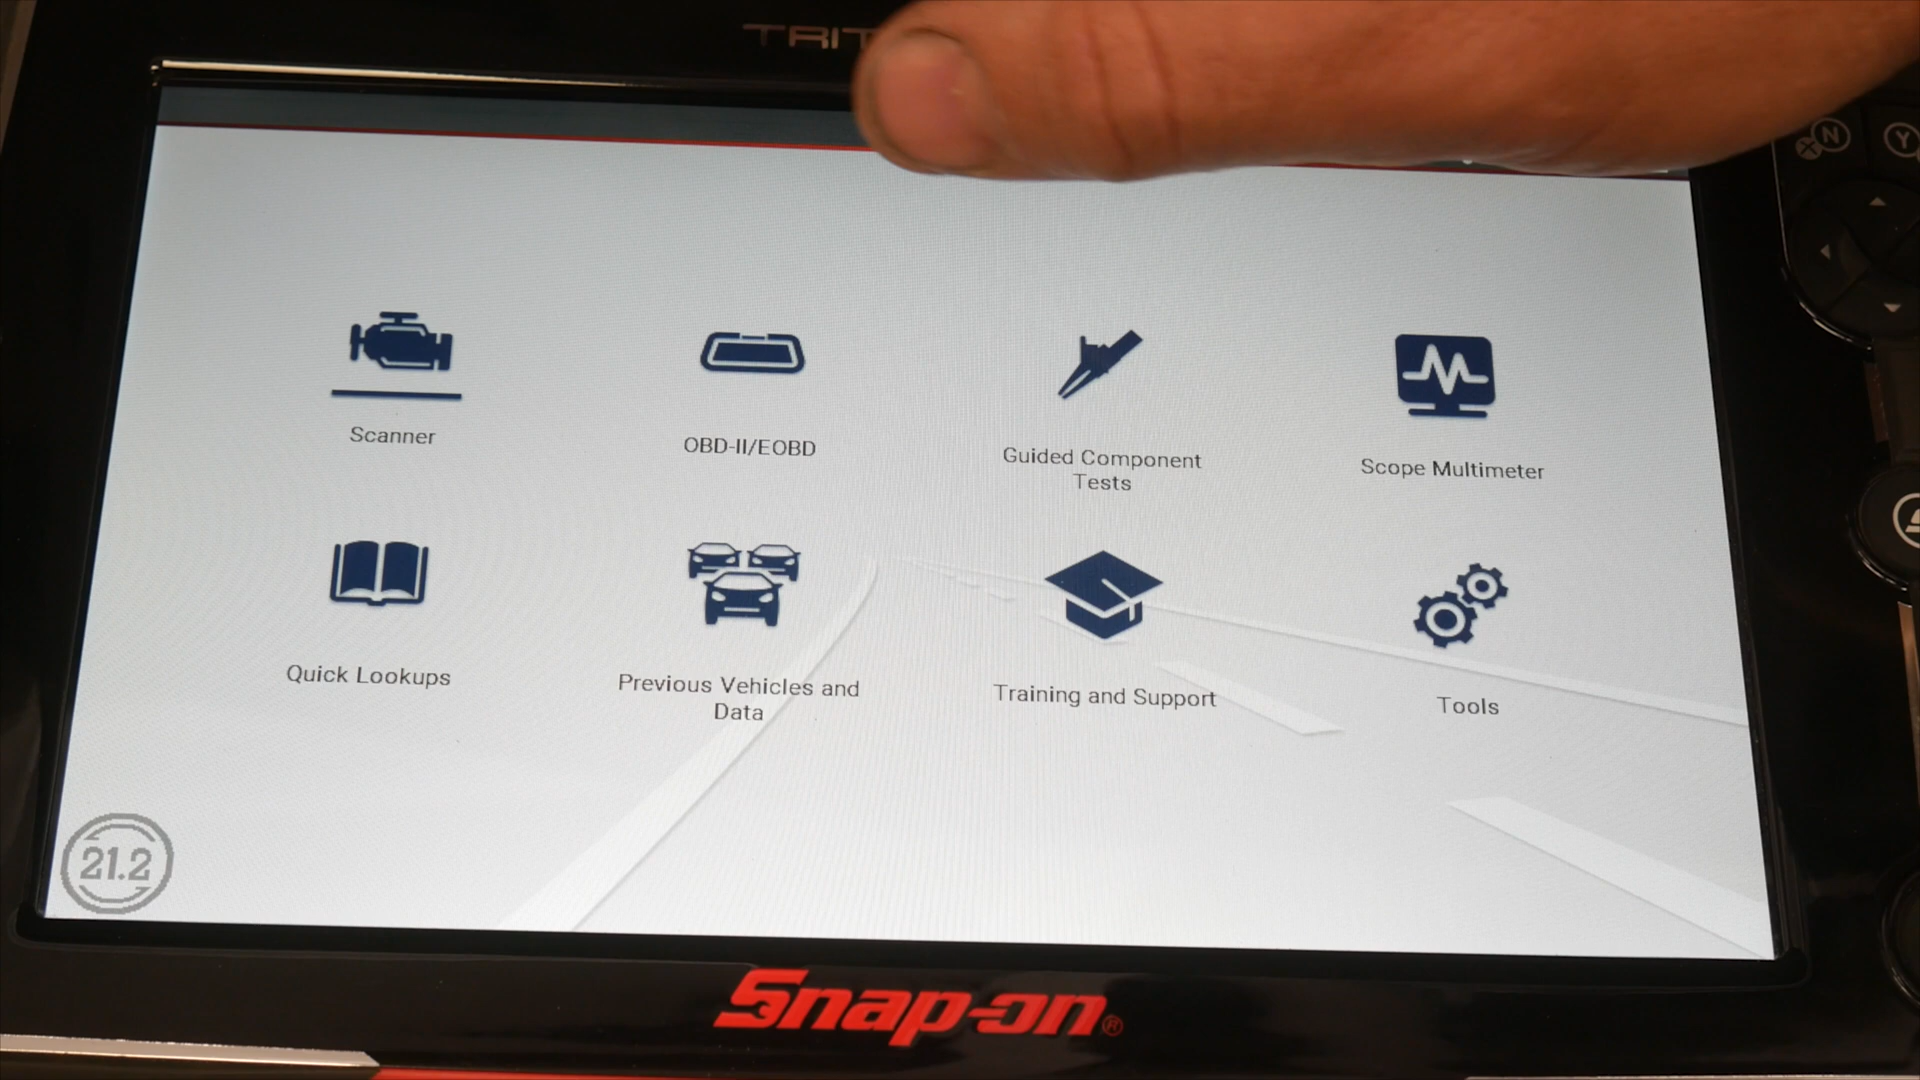 TRIT
N
X
Y
Scanner
OBD-II/EOBD
Guided Component
Tests
Scope Multimeter
Quick Lookups
Previous Vehicles and
Data
Training and Support
Tools
21.2
Snap-on®